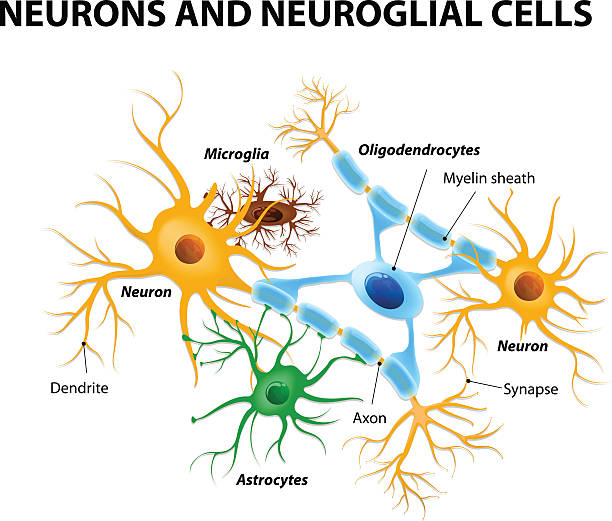 NEURONS AND NEUROGLIAL CELLS
Microglia
Oligodendrocytes
Myelin sheath
Neuron
Neuron
Dendrite
Synapse
Axon
Astrocytes